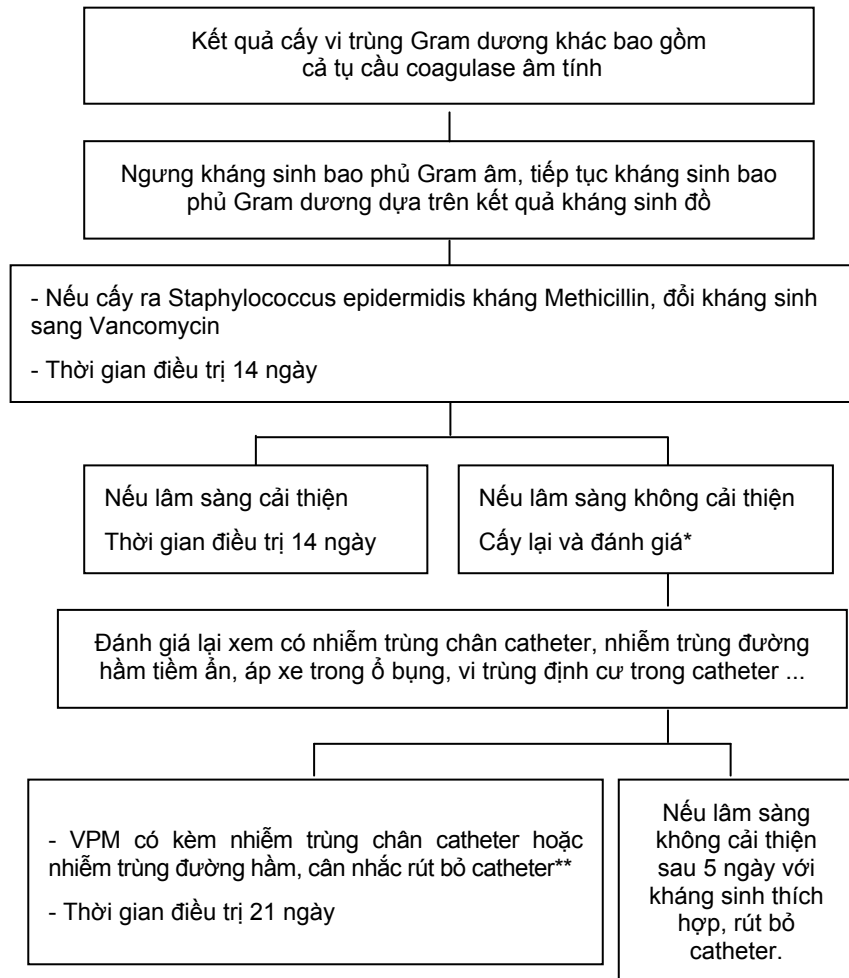 Kết quả cấy vi trùng Gram dương khác bao gồm
cả tụ cầu coagulase âm tính
Ngưng kháng sinh bao phủ Gram âm, tiếp tục kháng sinh bao
phủ Gram dương dựa trên kết quả kháng sinh đồ
- Nếu cấy ra Staphylococcus epidermidis kháng Methicillin, đổi kháng sinh
sang Vancomycin
- Thời gian điều trị 14 ngày
Nếu lâm sàng cải thiện
Thời gian điều trị 14 ngày
Nếu lâm sàng không cải thiện
Cấy lại và đánh giá*
Đánh giá lại xem có nhiễm trùng chân catheter, nhiễm trùng đường
hầm tiềm ẩn, áp xe trong ổ bụng, vi trùng định cư trong catheter ...
- VPM có kèm nhiễm trùng chân catheter hoặc
nhiễm trùng đường hầm, cân nhắc rút bỏ catheter**
- Thời gian điều trị 21 ngày
Nếu lâm sàng
không cải thiện
sau 5 ngày với
kháng sinh thích
hợp, rút bỏ
catheter.